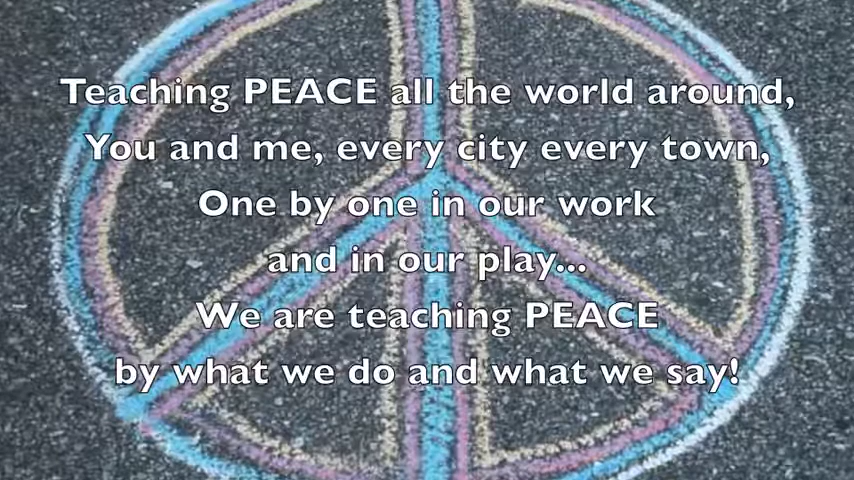 Teaching PEACE all the world around,
You and me, every city every town,
One by one in our work
and in our play...
We are teaching PEACE
by what we do and what we say!